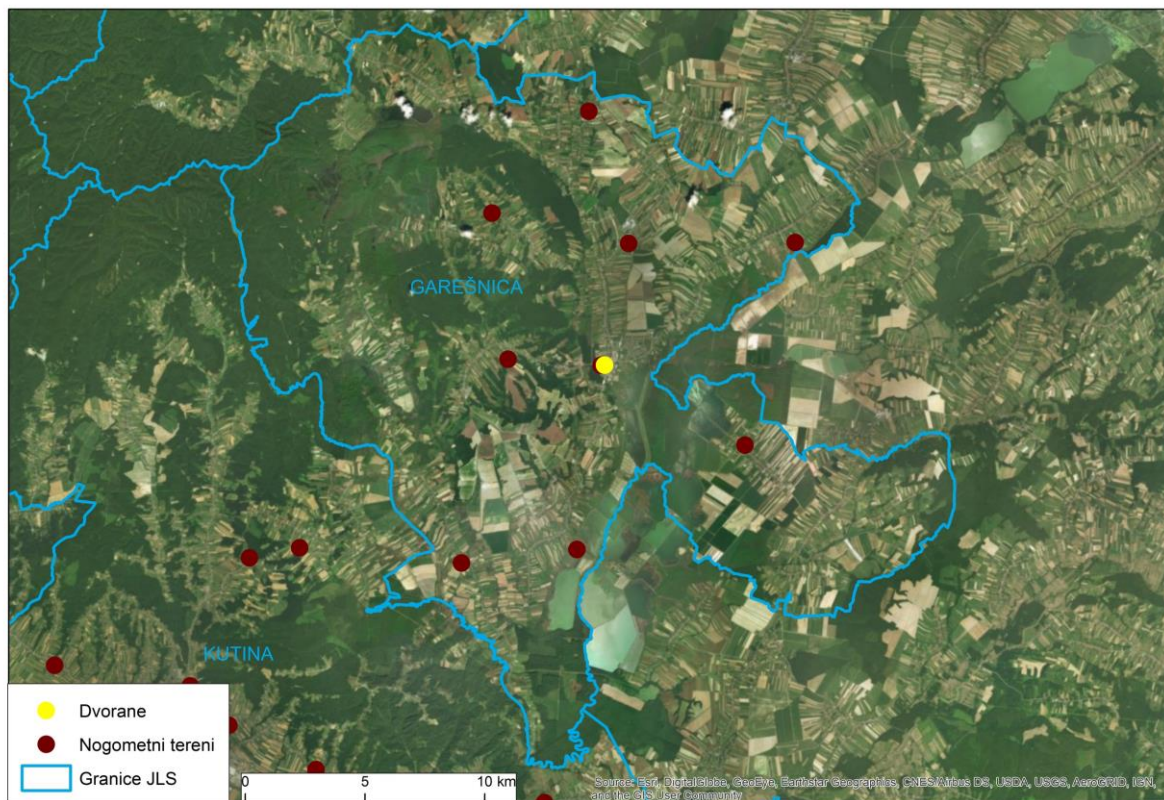 GAREŠNICA
KUTINA
Dvorane
Nogometni tereni
Granice JLS
0 5 10 km
Source: Esri, DigitalGlobe, GeoEye, Earthstar Geographics, CNES/Airbus DS, USDA, USGS, AeroGRID, IGN,
and the GIS User Community